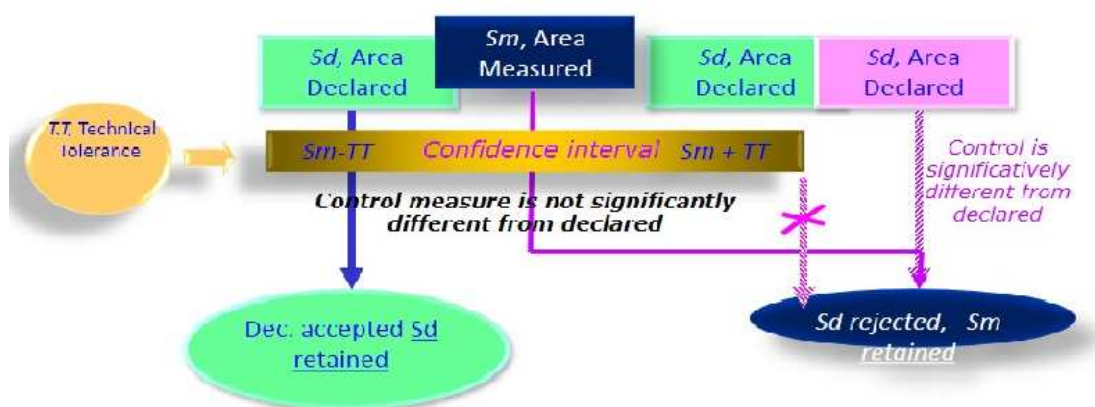 Sd, Area
Declared
Sm, Area
Measured
Sd, Area
Declared
Sd, Area
Declared
T.T, Technical
Tolerance
Sm-TT Confidence interval Sm + TT
Control measure is not significantly
different from declared
Control is
significatively
different from
declared
Dec. accepted Sd
retained
Sd rejected, Sm
retained